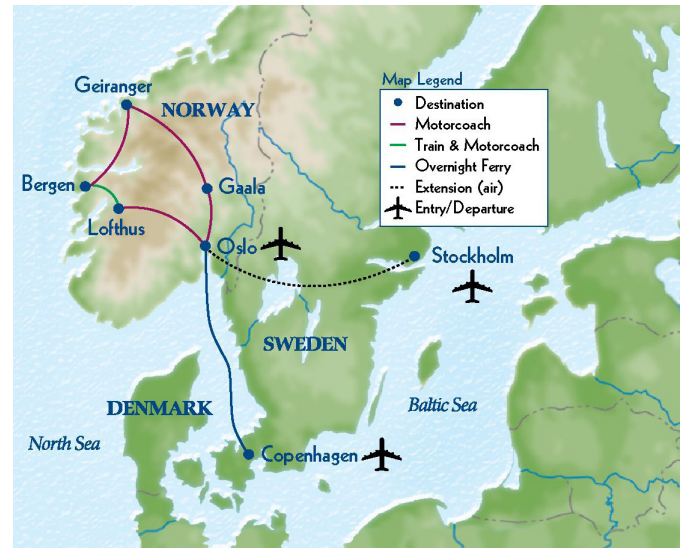 Geiranger
NORWAY
Bergen
Gaala
Lofthus
Oslo
Stockholm
SWEDEN
DENMARK
Baltic Sea
North Sea
Copenhagen
Map Legend
Destination
Motorcoach
Train & Motorcoach
Overnight Ferry
Extension (air)
Entry/Departure